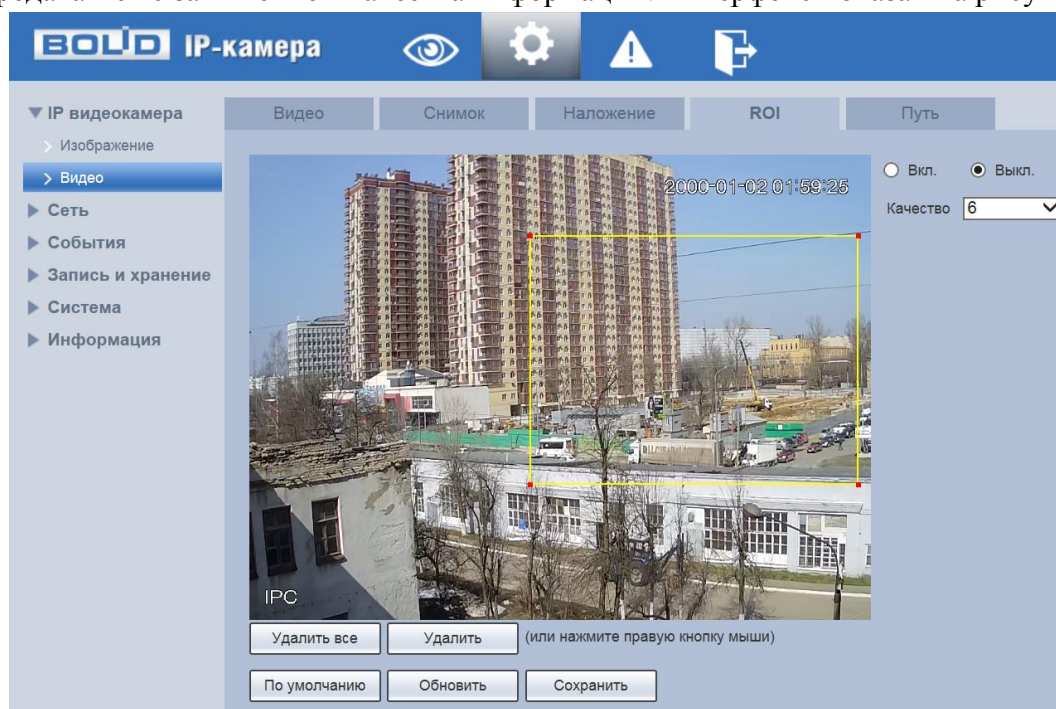 BOLID IP-камера
IP видеокамера
Изображение
Видео
Сеть
События
Запись и хранение
Система
Информация
Видео Снимок Наложение ROI Путь
2000-01-02 01:59:25
IPC
Вкл. Выкл.
Качество 6
Удалить все Удалить (или нажмите правую кнопку мыши)
По умолчанию Обновить Сохранить